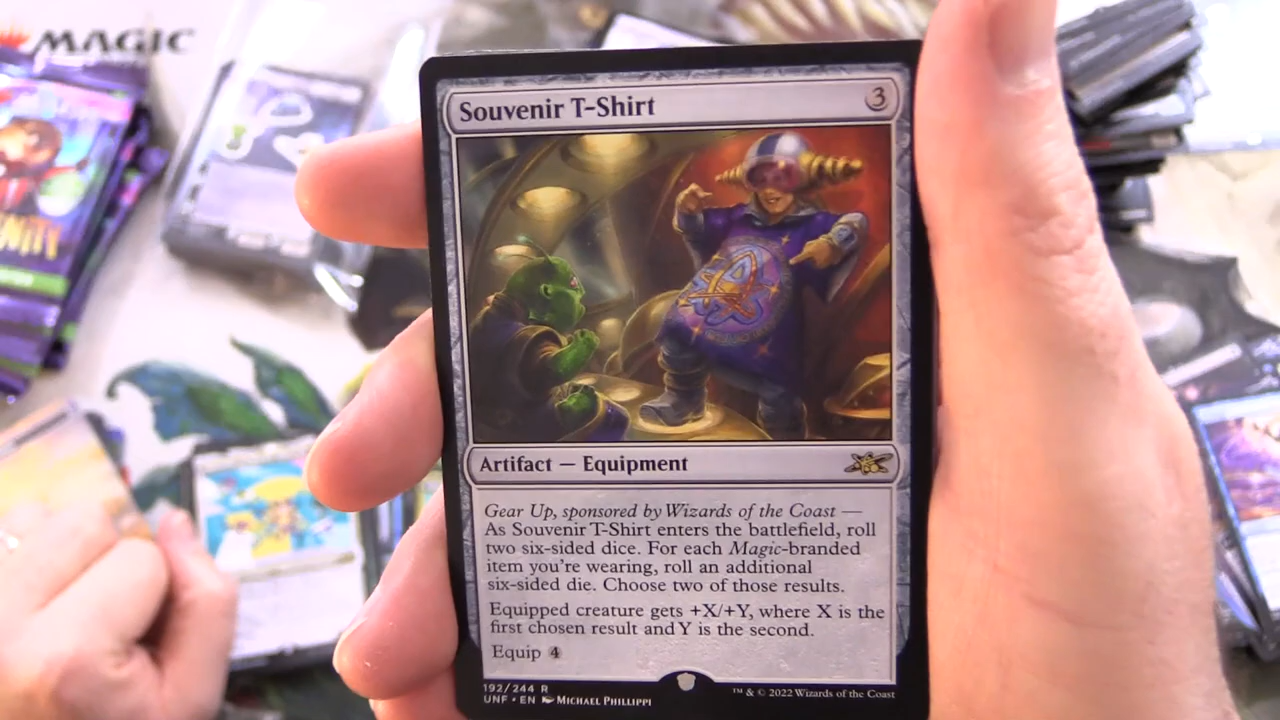 MAGIC
Souvenir T-Shirt 3
Artifact — Equipment
Gear Up, sponsored by Wizards of the Coast —
As Souvenir T-Shirt enters the battlefield, roll
two six-sided dice. For each Magic-branded
item you're wearing, roll an additional
six-sided die. Choose two of those results.
Equipped creature gets +X/+Y, where X is the
first chosen result and Y is the second.
Equip 4
192/244 R
UNF • EN MICHAEL PHILLIPPI
™ & © 2022 Wizards of the Coast